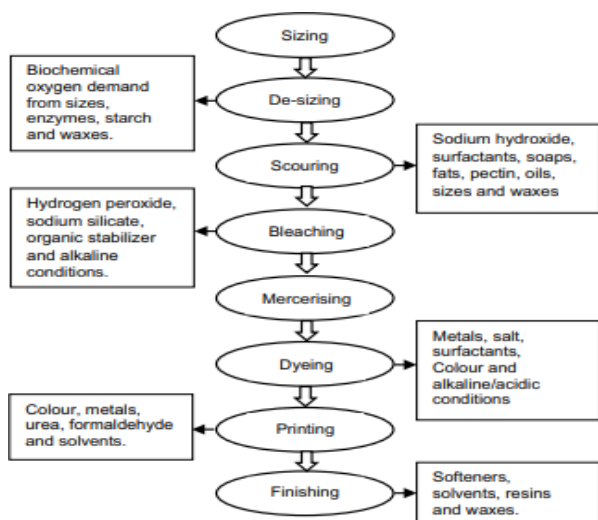 Sizing
Biochemical
oxygen demand
from sizes,
enzymes, starch
and waxes.
De-sizing
Scouring
Sodium hydroxide,
surfactants, soaps,
fats, pectin, oils,
sizes and waxes
Hydrogen peroxide,
sodium silicate,
organic stabilizer
and alkaline
conditions.
Bleaching
Mercerising
Dyeing
Metals, salt,
surfactants,
Colour and
alkaline/acidic
conditions
Colour, metals,
urea, formaldehyde
and solvents.
Printing
Finishing
Softeners,
solvents, resins
and waxes.